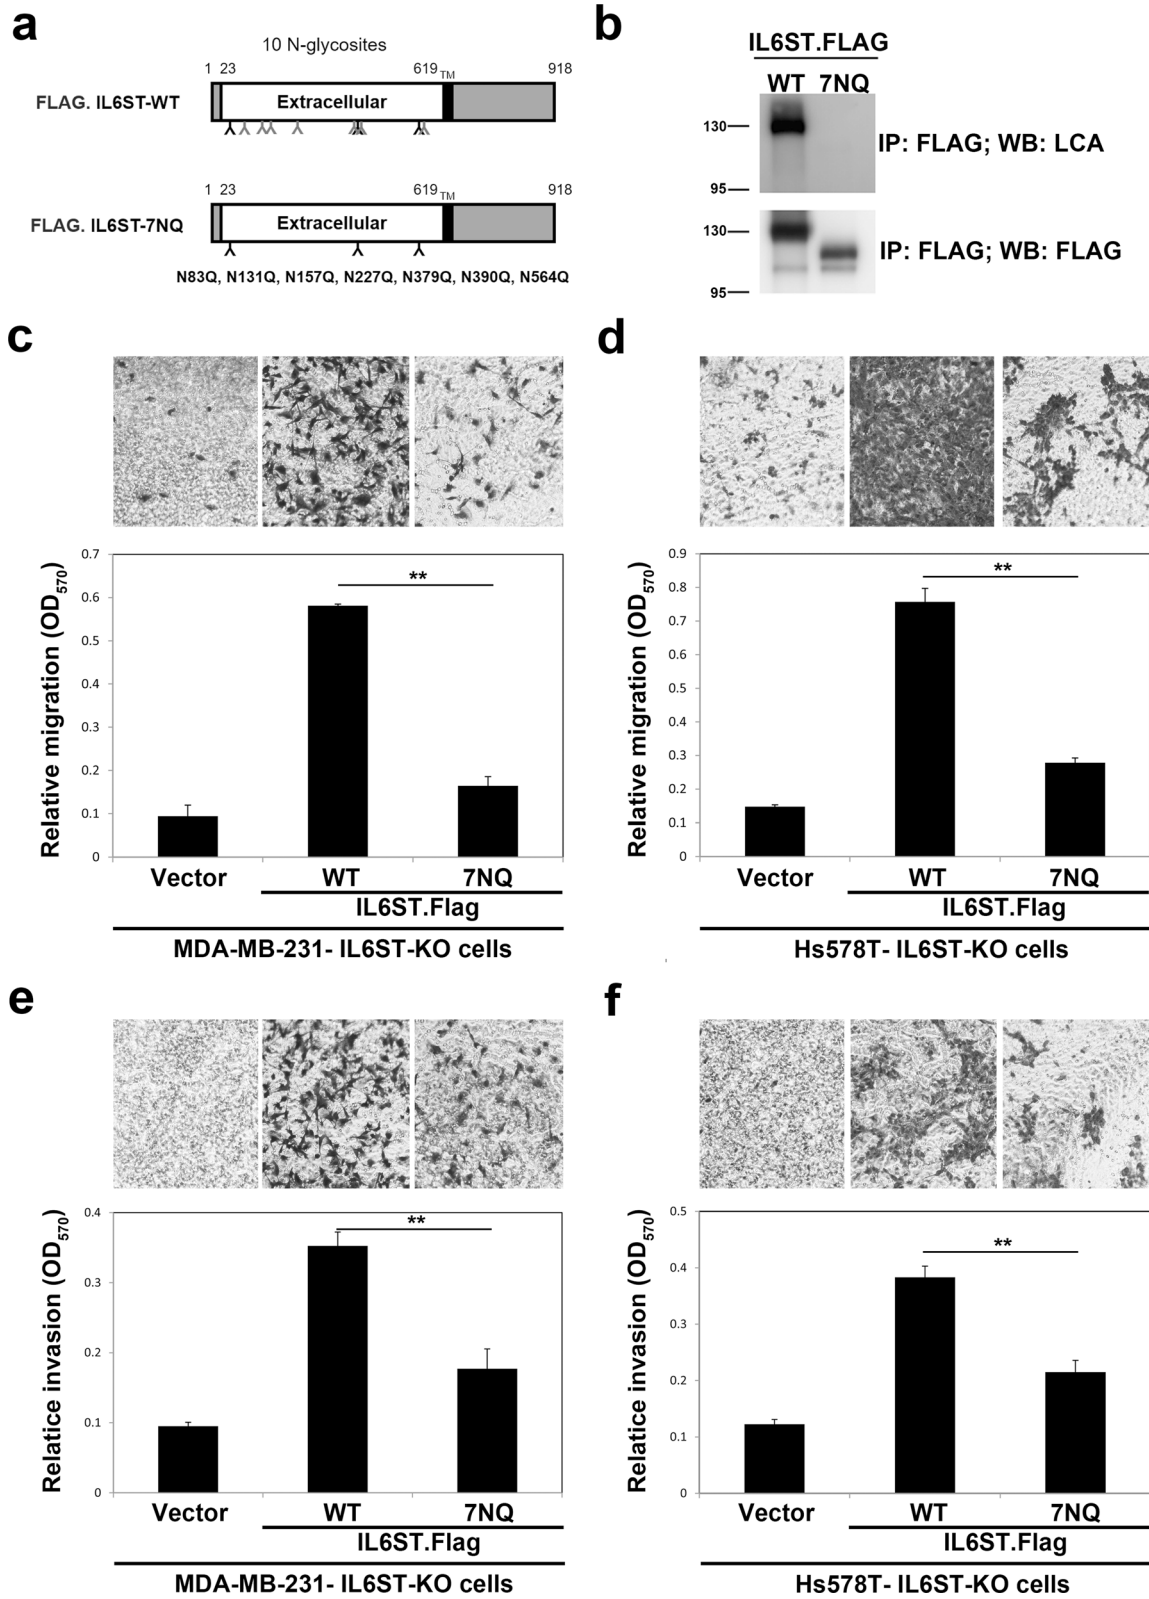 a
10 N-glycosites
1 23 619 TM 918
FLAG. IL6ST-WT
Extracellular
1 23 619 TM 918
FLAG. IL6ST-7NQ
Extracellular
N83Q, N131Q, N157Q, N227Q, N379Q, N390Q, N564Q
b
IL6ST.FLAG
WT 7NQ
130
IP: FLAG; WB: LCA
95
130
IP: FLAG; WB: FLAG
95
c
Relative migration (OD570)
0.7
0.6
0.5
0.4
0.3
0.2
0.1
0
**
Vector WT 7NQ
IL6ST.Flag
MDA-MB-231- IL6ST-KO cells
d
Relative migration (OD570)
0.9
0.8
0.7
0.6
0.5
0.4
0.3
0.2
0.1
0
**
Vector WT 7NQ
IL6ST.Flag
Hs578T- IL6ST-KO cells
e
Relatice invasion (OD570)
0.4
0.3
0.2
0.1
0
**
Vector WT 7NQ
IL6ST.Flag
MDA-MB-231- IL6ST-KO cells
f
Relatice invasion (OD570)
0.5
0.4
0.3
0.2
0.1
0
**
Vector WT 7NQ
IL6ST.Flag
Hs578T- IL6ST-KO cells